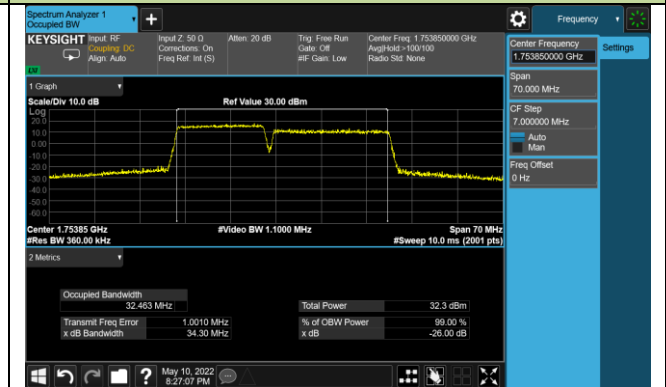 Spectrum Analyzer 1
Occupied BW
Frequency
KEYSIGHT
Input: RF
Coupling: DC
Align: Auto
Input Z: 50 Ω
Corrections: On
Freq Ref: Int (S)
Atten: 20 dB
Trig: Free Run
Gate: Off
#IF Gain: Low
Center Freq: 1.753850000 GHz
Avg|Hold:>100/100
Radio Std: None
LW
Center Frequency
1.753850000 GHz
Settings
Span
70.000 MHz
CF Step
7.000000 MHz
Auto
Man
Freq Offset
0 Hz
1 Graph
Scale/Div 10.0 dB
Ref Value 30.00 dBm
Log
20.0
10.0
0.00
-10.0
-20.0
-30.0
-40.0
-50.0
-60.0
Center 1.75385 GHz
#Video BW 1.1000 MHz
Span 70 MHz
#Res BW 360.00 kHz
#Sweep 10.0 ms (2001 pts)
2 Metrics
Occupied Bandwidth
32.463 MHz
Total Power
32.3 dBm
Transmit Freq Error
1.0010 MHz
% of OBW Power
99.00 %
x dB Bandwidth
34.30 MHz
x dB
-26.00 dB
?
May 10, 2022
8:27:07 PM